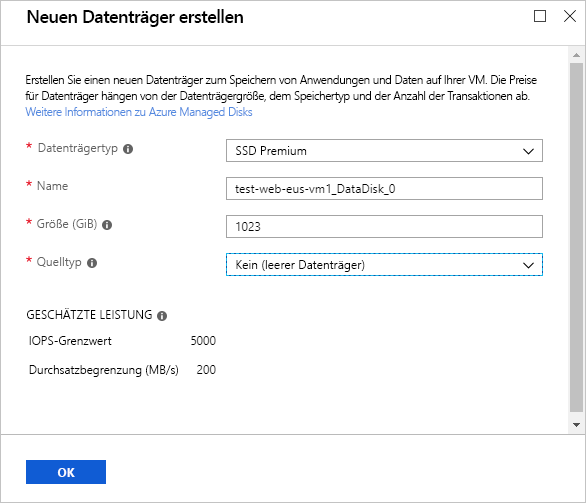 Neuen Datenträger erstellen
Erstellen Sie einen neuen Datenträger zum Speichern von Anwendungen und Daten auf Ihrer VM. Die Preise
für Datenträger hängen von der Datenträgergröße, dem Speichertyp und der Anzahl der Transaktionen ab.
Weitere Informationen zu Azure Managed Disks
* Datenträgertyp
SSD Premium
* Name
test-web-eus-vm1_DataDisk_0
* Größe (GiB)
1023
* Quelltyp
Kein (leerer Datenträger)
GESCHÄTZTE LEISTUNG
IOPS-Grenzwert 5000
Durchsatzbegrenzung (MB/s) 200
OK